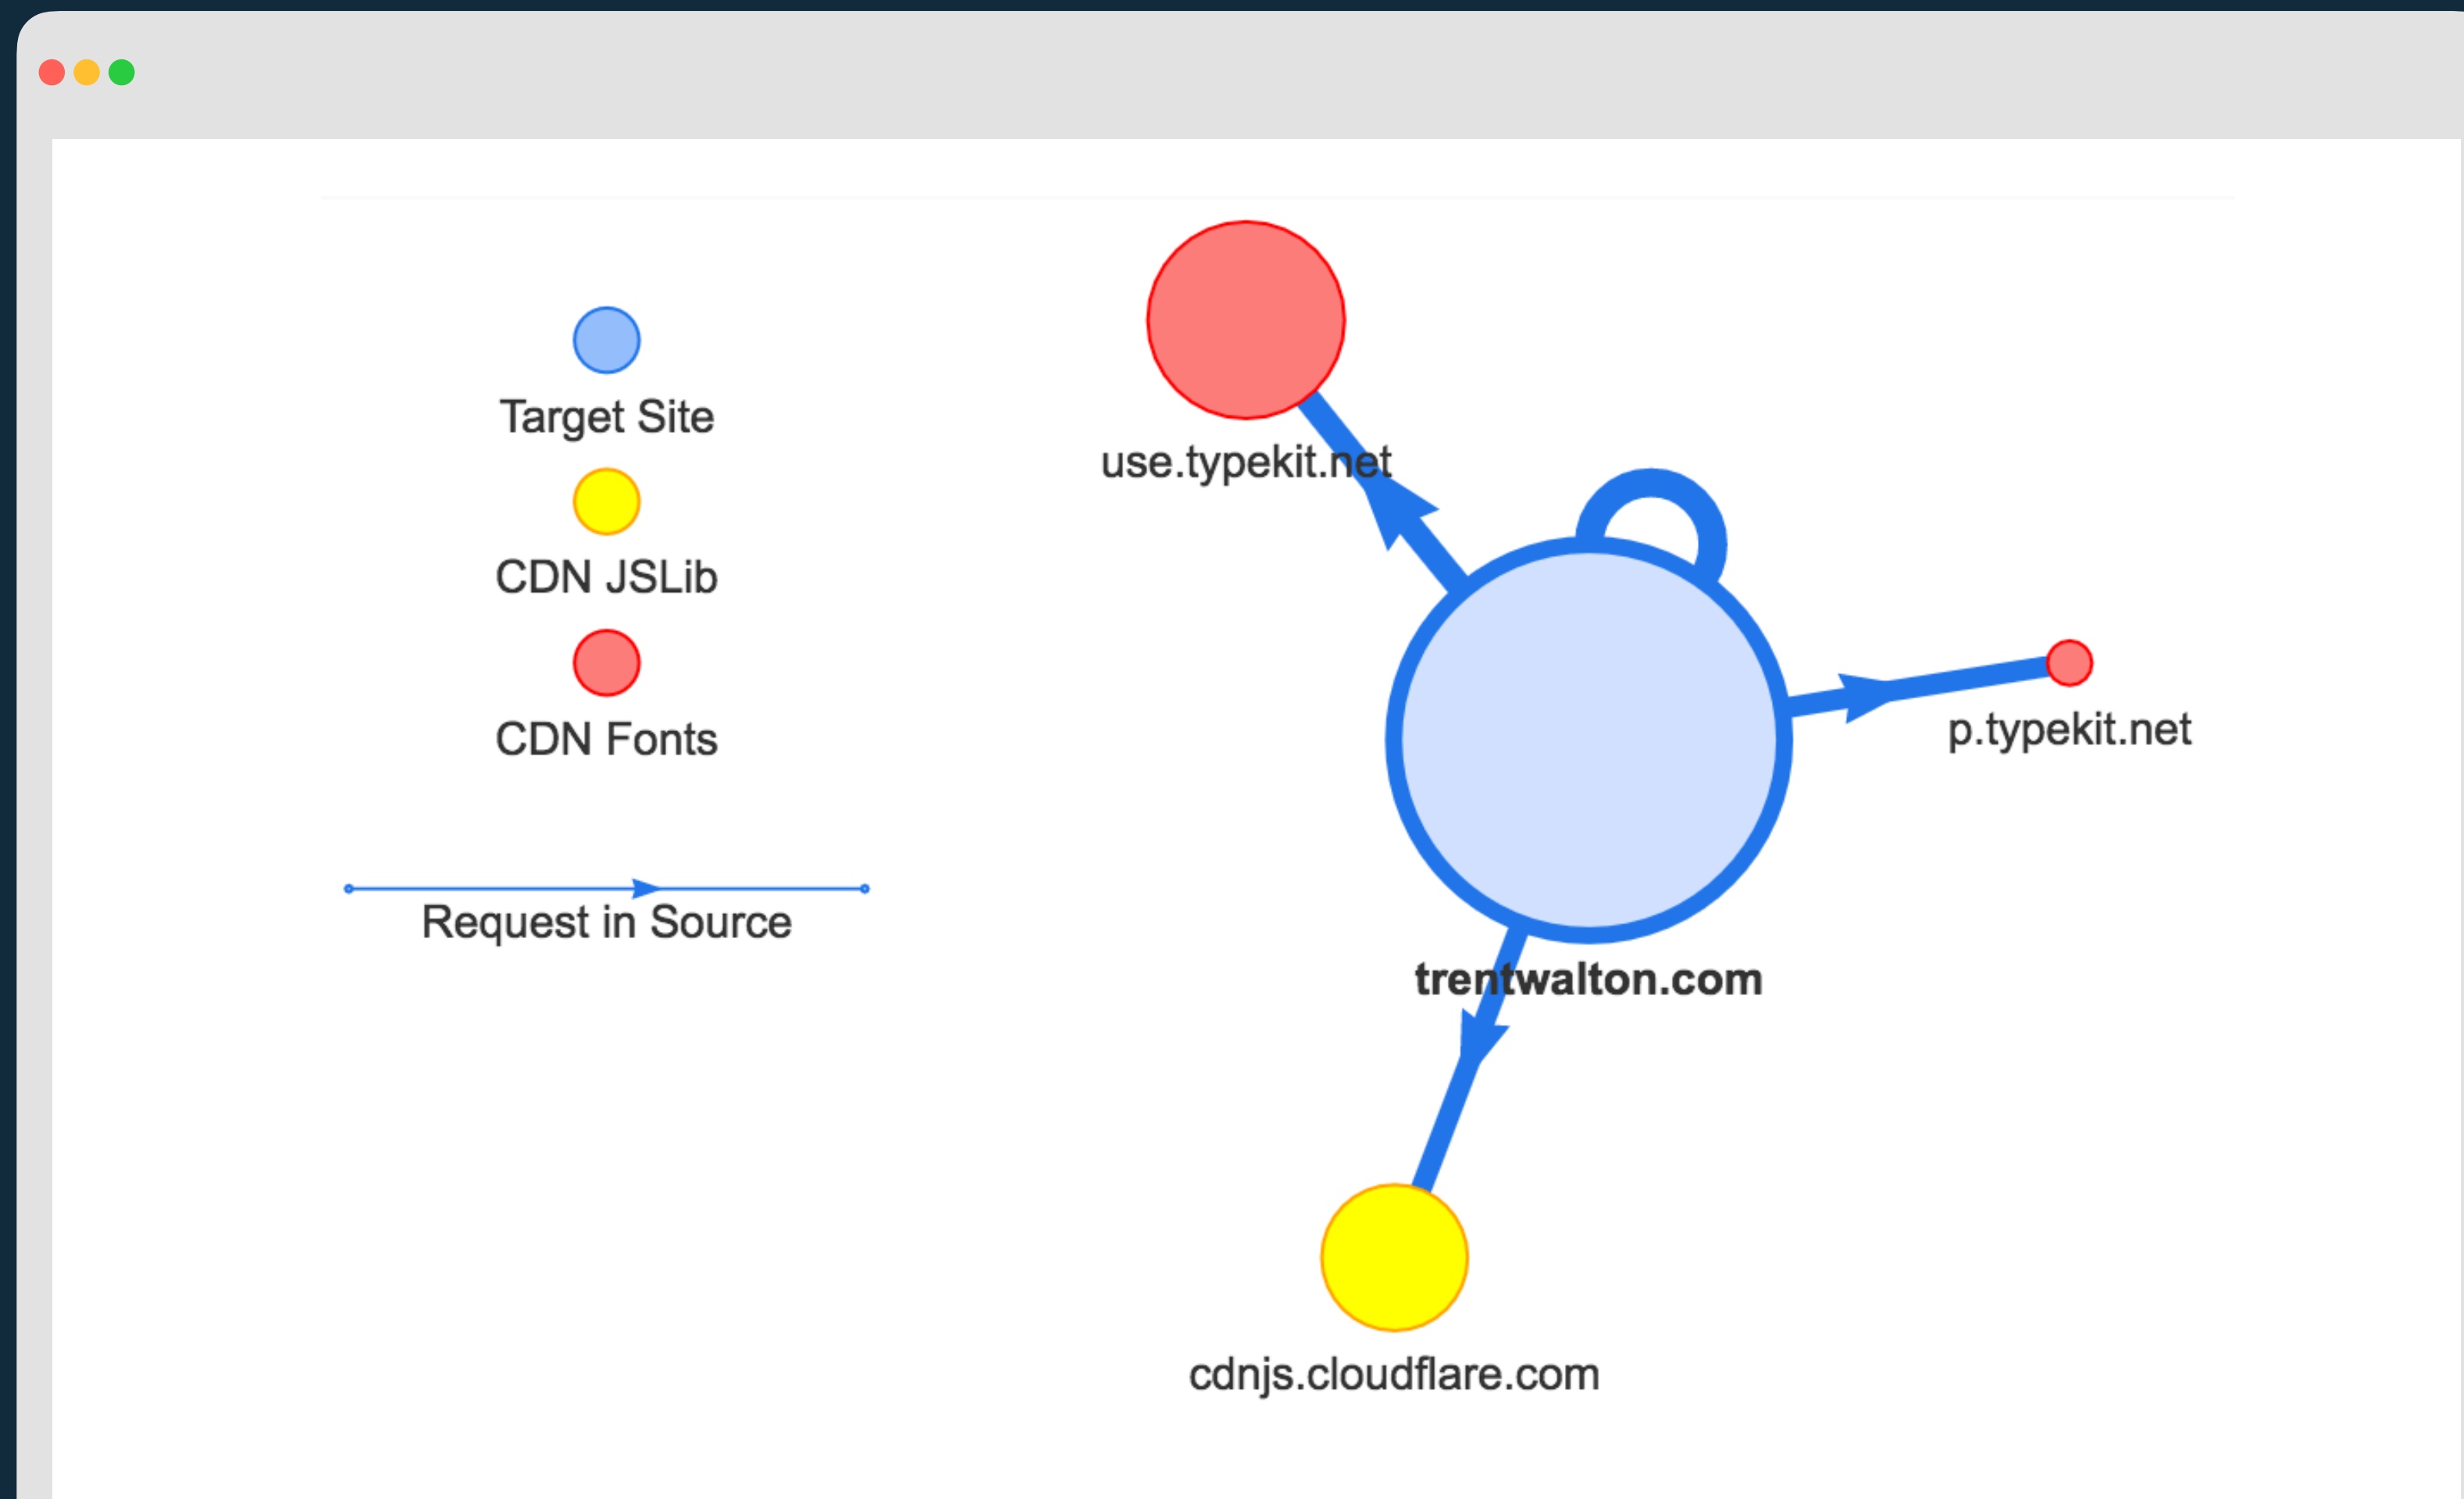 Target Site
CDN JSLib
CDN Fonts
Request in Source
use.typekit.net
p.typekit.net
trentwalton.com
cdnjs.cloudflare.com